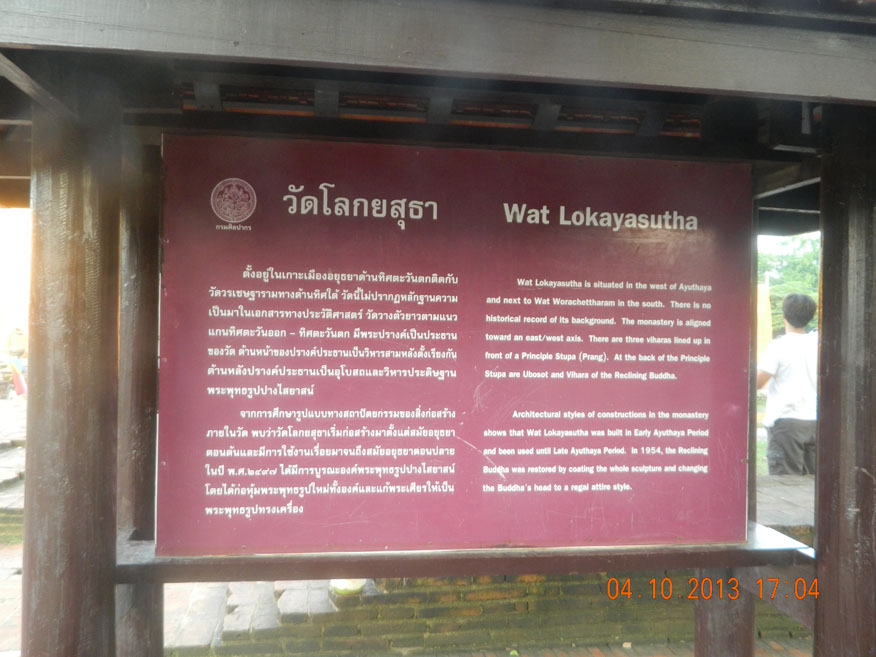 วัดโลกยสุธา
กรมศิลปากร
ตั้งอยู่ในเกาะเมืองอยุธยาด้านทิศตะวันตกติดกับ
วัดวรเชษฐารามทางด้านทิศใต้ วัดนี้ไม่ปรากฏหลักฐานความ
เป็นมาในเอกสารทางประวัติศาสตร์ วัดวางตัวยาวตามแนว
แกนทิศตะวันออก - ทิศตะวันตก มีพระปรางค์เป็นประธาน
ของวัด ด้านหน้าของปรางค์ประธานเป็นวิหารสามหลังตั้งเรียงกัน
ด้านหลังปรางค์ประธานเป็นอุโบสถและวิหารประดิษฐาน
พระพุทธรูปปางไสยาสน์
จากการศึกษารูปแบบทางสถาปัตยกรรมของสิ่งก่อสร้าง
ภายในวัด พบว่าวัดโลกยสุธาเริ่มก่อสร้างมาตั้งแต่สมัยอยุธยา
ตอนต้นและมีการใช้งานเรื่อยมาจนถึงสมัยอยุธยาตอนปลาย
ในปี พ.ศ.๒๔๙๗ ได้มีการบูรณะองค์พระพุทธรูปปางไสยาสน์
โดยได้ก่อหุ้มพระพุทธรูปใหม่ทั้งองค์และแก้พระเศียรให้เป็น
พระพุทธรูปทรงเครื่อง
Wat Lokayasutha
Wat Lokayasutha is situated in the west of Ayuthaya
and next to Wat Worachettharam in the south. There is no
historical record of its background. The monastery is aligned
toward an east/west axis. There are three viharas lined up in
front of a Principle Stupa (Prang). At the back of the Principle
Stupa are Ubosot and Vihara of the Reclining Buddha.
Architectural styles of constructions in the monastery
shows that Wat Lokayasutha was built in Early Ayuthaya Period
and been used until Late Ayuthaya Period. In 1954, the Reclining
Buddha was restored by coating the whole sculpture and changing
the Buddha's head to a regal attire style.
04.10.2013 17:04